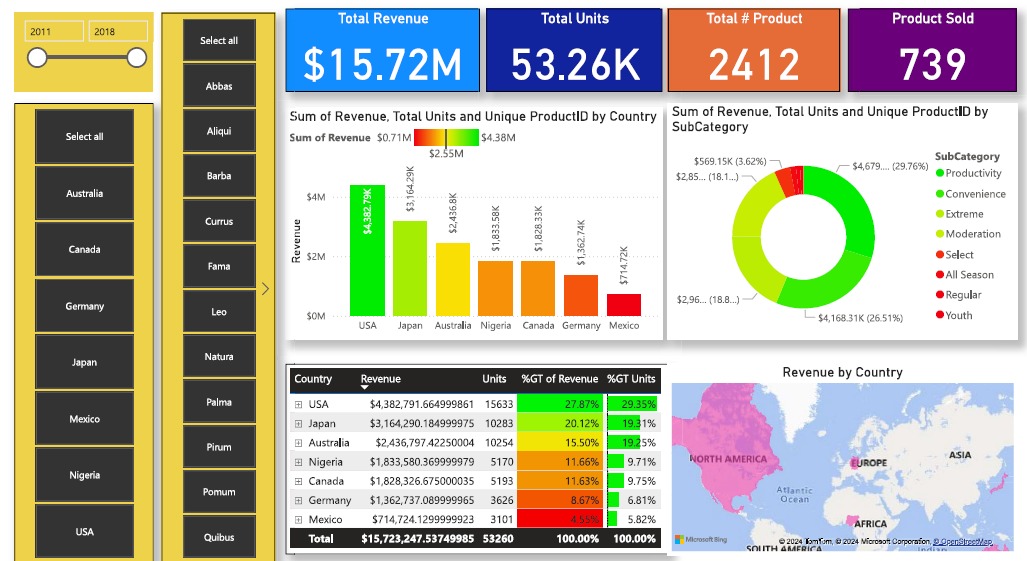 2011 2018
Select all
Australia
Canada
Germany
Japan
Mexico
Nigeria
USA
Select all
Abbas
Aliqui
Barba
Currus
Fama
Leo
Natura
Palma
Pirum
Pomum
Quibus
Total Revenue
$15.72M
Total Units
53.26K
Total # Product
2412
Product Sold
739
Sum of Revenue, Total Units and Unique ProductID by Country
Sum of Revenue $0.71M $4.38M
$2.55M
Revenue
$4M
$2M
$0M
$4,382.79K
$3,164.29K
$2,436.8K
$1,833.58K
$1,828.33K
$1,362.74K
$714.72K
USA Japan Australia Nigeria Canada Germany Mexico
Sum of Revenue, Total Units and Unique ProductID by
SubCategory
$569.15K (3.62%)
$2,85... (18.1...)
$2,96... (18.8...)
$4,679.... (29.76%)
$4,168.31K (26.51%)
SubCategory
Productivity
Convenience
Extreme
Moderation
Select
All Season
Regular
Youth
Country Revenue Units %GT of Revenue %GT Units
USA $4,382,791.664999861 15633 27.87% 29.35%
Japan $3,164,290.184999975 10283 20.12% 19.31%
Australia $2,436,797.42250004 10254 15.50% 19.25%
Nigeria $1,833,580.369999979 5170 11.66% 9.71%
Canada $1,828,326.675000035 5193 11.63% 9.75%
Germany $1,362,737.089999965 3626 8.67% 6.81%
Mexico $714,724.1299999923 3101 4.55% 5.82%
Total $15,723,247.53749985 53260 100.00% 100.00%
Revenue by Country
NORTH AMERICA
EUROPE
ASIA
Atlantic
Ocean
AFRICA
SOUTH AMERICA
Indian
Microsoft Bing
© 2024 TomTom, © 2024 Microsoft Corporation, © OpenStreetMap